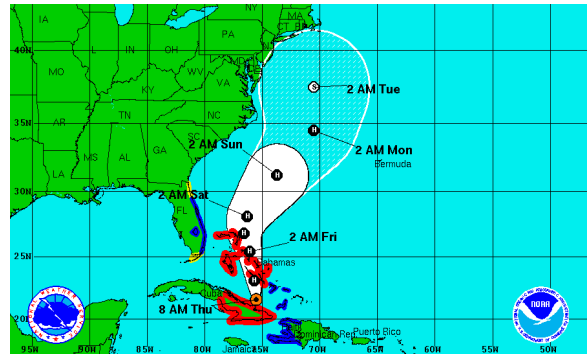 NY
MA
CT
IA
PA
IL
IN
OH
40N
MO
WV
VA
KY
35N
AR
TN
NC
SC
MS
AL
GA
LA
30N
FL
25N
20N
2 AM Tue
2 AM Mon
2 AM Sun
2 AM Sat
2 AM Fri
8 AM Thu
S
H
H
H
H
H
H
Bermuda
Bahamas
Cuba
Dominican Rep
Puerto Rico
Jamaica
NOAA
95W
90W
85W
80W
75W
70W
65W
60W